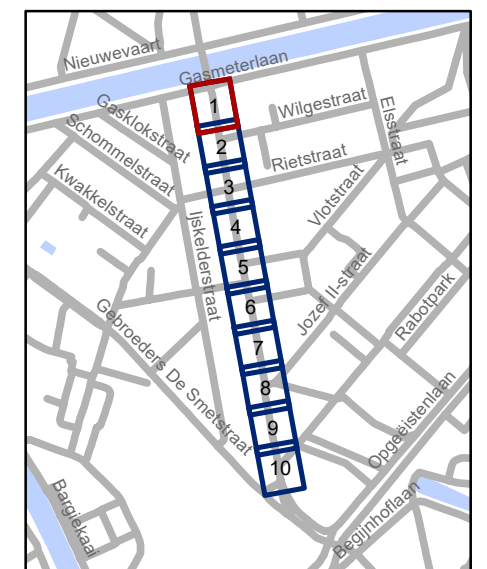 Nieuwevaart
Gasmeterlaan
Gasklokstraat
Schommelstraat
Kwakkelstraat
Wilgestraat
Elsstraat
Rietstraat
Vlotstraat
Ijskelderstraat
Jozef II-straat
Rabotpark
Gebroeders De Smetstraat
Opgeëistenlaan
Begijnhoflaan
Bargiekaai
1
2
3
4
5
6
7
8
9
10